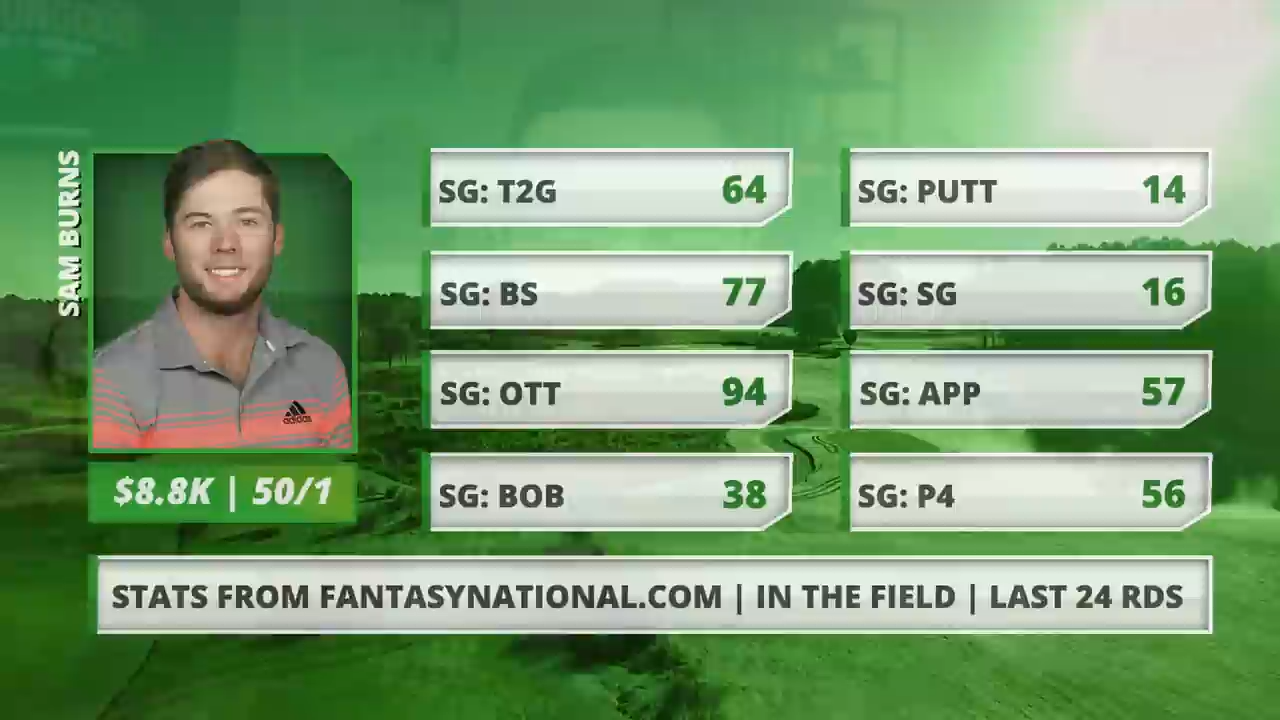 SAM BURNS
adidas
$8.8K | 50/1
SG: T2G 64
SG: PUTT 14
SG: BS 77
SG: SG 16
SG: OTT 94
SG: APP 57
SG: BOB 38
SG: P4 56
STATS FROM FANTASYNATIONAL.COM | IN THE FIELD | LAST 24 RDS